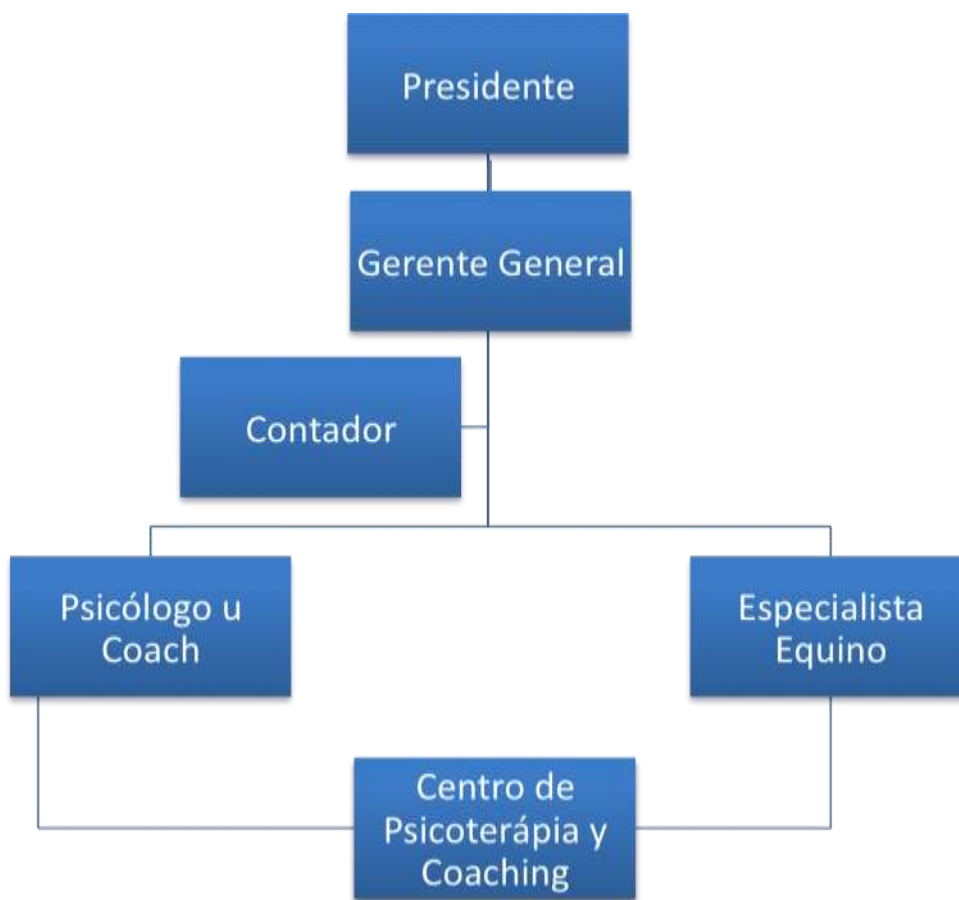 Presidente
Gerente General
Contador
Psicólogo u
Coach
Especialista
Equino
Centro de
Psicoterápia y
Coaching